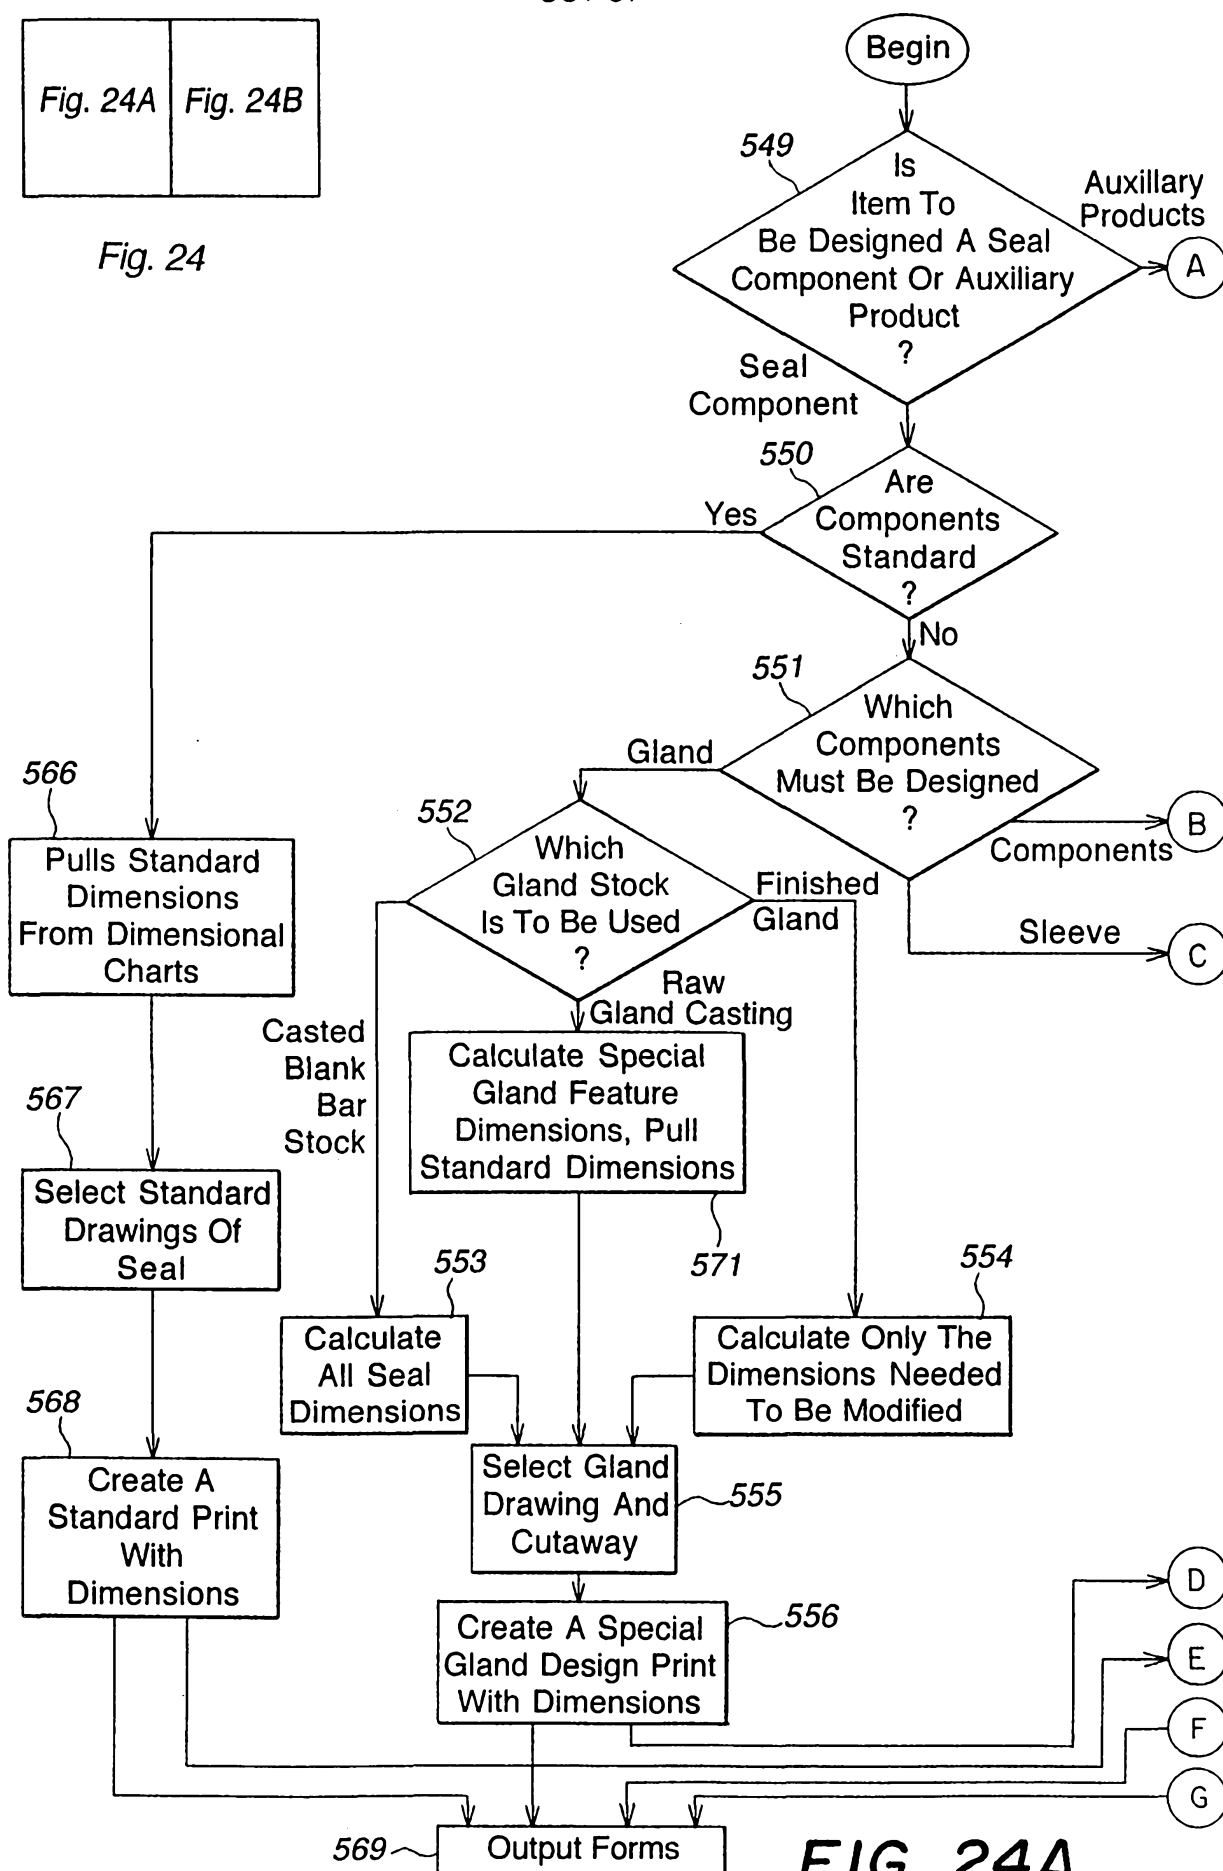 Fig. 24A
Fig. 24B
Fig. 24
Begin
549
Is
Item To
Be Designed A Seal
Component Or Auxiliary
Product
?
Auxillary
Products
A
Seal
Component
550
Are
Components
Standard
?
Yes
No
551
Which
Components
Must Be Designed
?
Gland
B
Components
Sleeve
C
552
Which
Gland Stock
Is To Be Used
?
Finished
Gland
Raw
Gland Casting
Casted
Blank
Bar
Stock
566
Pulls Standard
Dimensions
From Dimensional
Charts
567
Select Standard
Drawings Of
Seal
568
Create A
Standard Print
With
Dimensions
Calculate Special
Gland Feature
Dimensions, Pull
Standard Dimensions
571
553
Calculate
All Seal
Dimensions
554
Calculate Only The
Dimensions Needed
To Be Modified
Select Gland
Drawing And
Cutaway
555
Create A Special
Gland Design Print
With Dimensions
556
D
E
F
G
569
Output Forms
FIG. 24A